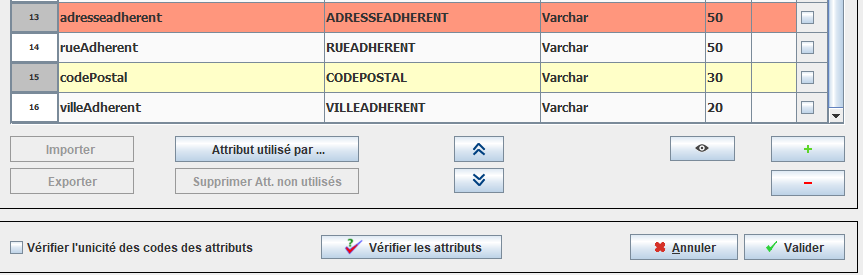 13 adresseadherent ADRESSEADHERENT Varchar 50
14 rueAdherent RUEADHERENT Varchar 50
15 codePostal CODEPOSTAL Varchar 30
16 villeAdherent VILLEADHERENT Varchar 20
Importer Attribut utilisé par ...
Exporter Supprimer Att. non utilisés
Vérifier l'unicité des codes des attributs Vérifier les attributs Annuler Valider